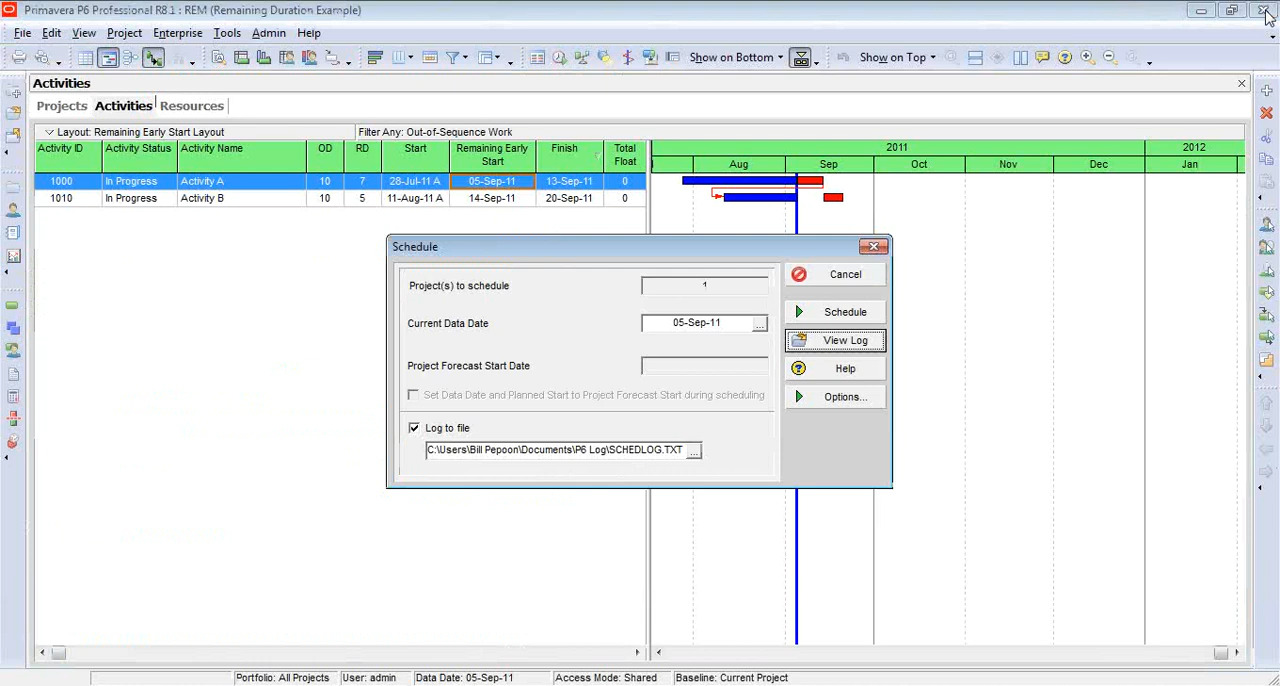 Primavera P6 Professional R8.1 : REM (Remaining Duration Example)
File Edit View Project Enterprise Tools Admin Help
Show on Bottom Show on Top
Activities
Projects Activities Resources
Layout: Remaining Early Start Layout Filter Any: Out-of-Sequence Work
Activity ID Activity Status Activity Name OD RD Start Remaining Early Start Finish Total Float
2011 2012
Aug Sep Oct Nov Dec Jan
1000 In Progress Activity A 10 7 28-Jul-11 A 05-Sep-11 13-Sep-11 0
1010 In Progress Activity B 10 5 11-Aug-11 A 14-Sep-11 20-Sep-11 0
Schedule
Project(s) to schedule 1 Cancel
Current Data Date 05-Sep-11 ... Schedule
View Log
Project Forecast Start Date Help
Set Data Date and Planned Start to Project Forecast Start during scheduling Options...
Log to file
C:\Users\Bill Pepoon\Documents\P6 Log\SCHEDLOG.TXT ...
Portfolio: All Projects User: admin Data Date: 05-Sep-11 Access Mode: Shared Baseline: Current Project